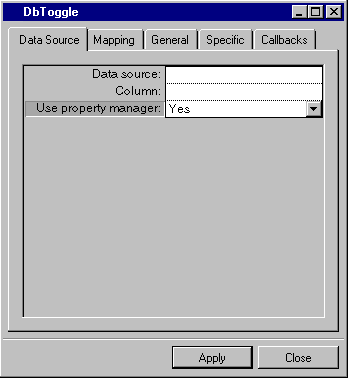 DbToggle
Data Source Mapping General Specific Callbacks
Data source:
Column:
Use property manager: Yes
Apply Close